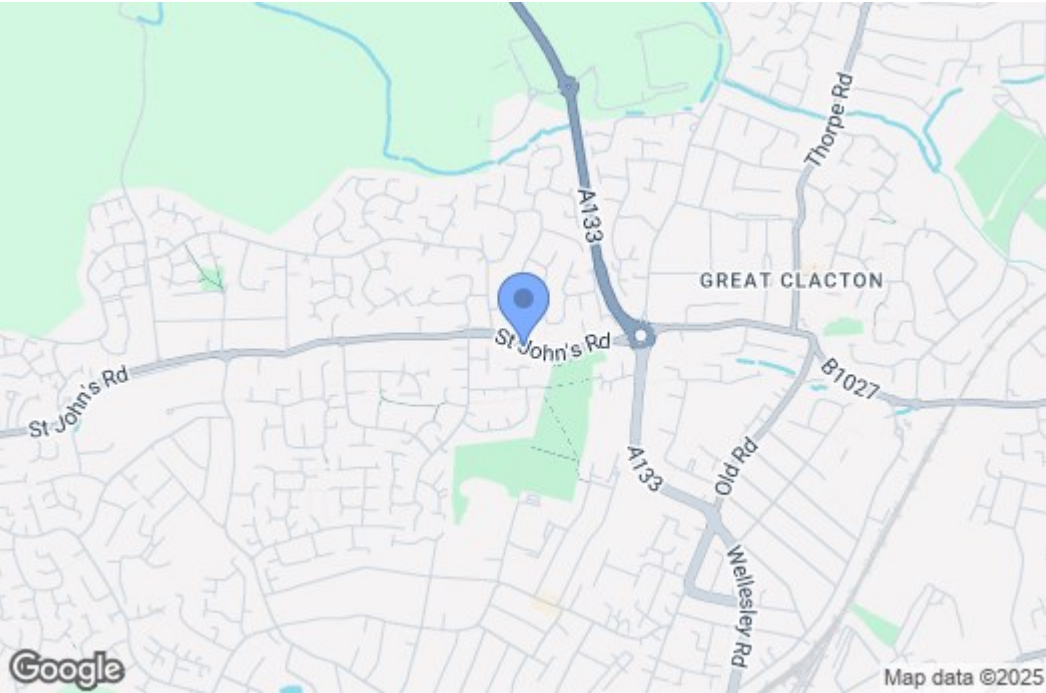 Thorpe Rd
A133
GREAT CLACTON
St John's Rd
B1027
St John's Rd
Old Rd
A133
Wellesley Rd
Google
Map data ©2025